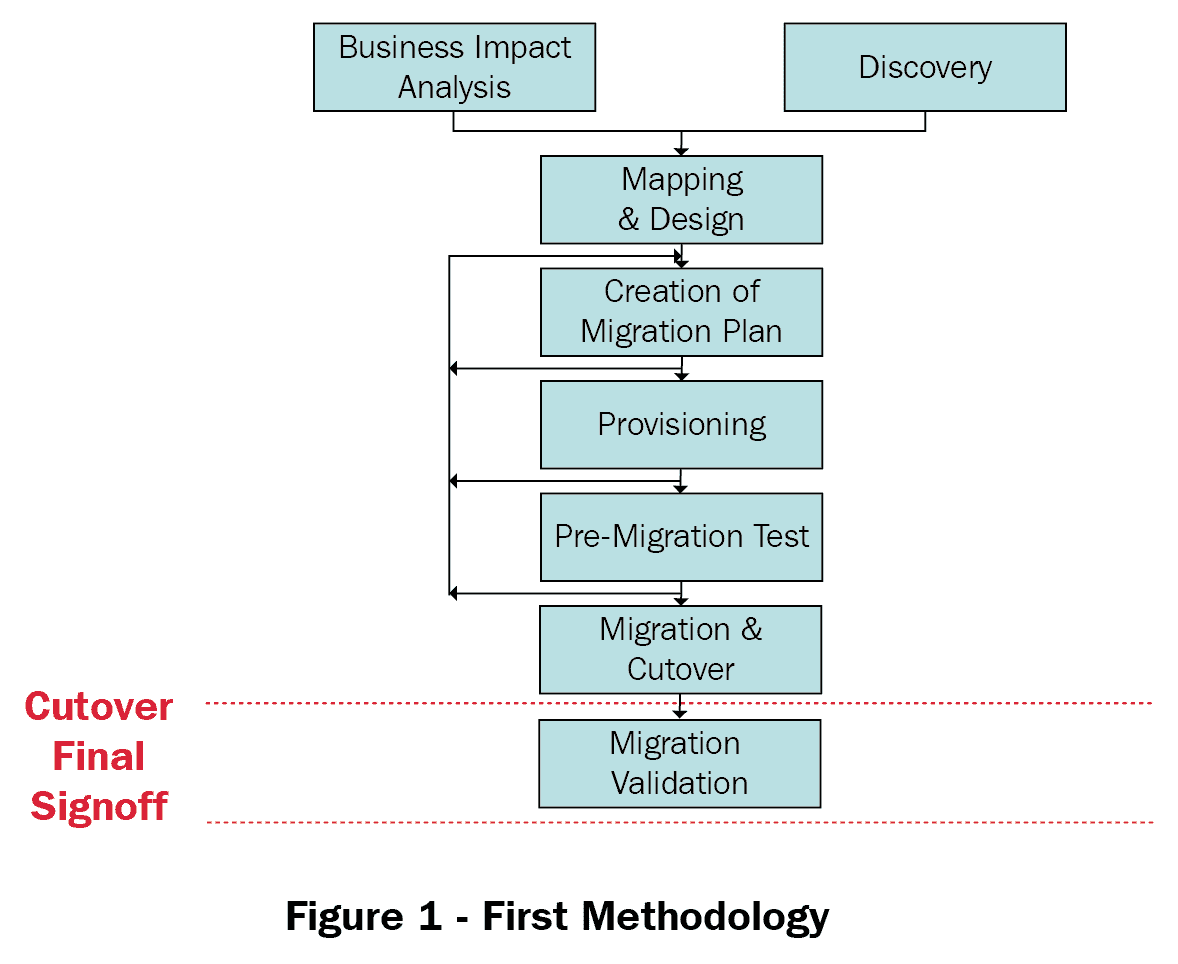 Business Impact
Analysis
Discovery
Mapping
& Design
Creation of
Migration Plan
Provisioning
Pre-Migration Test
Migration &
Cutover
Cutover
Final
Signoff
Migration
Validation
Figure 1 - First Methodology